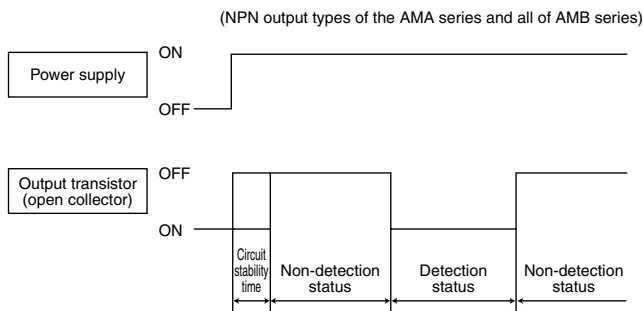 (NPN output types of the AMA series and all of AMB series)
Power supply
ON
OFF
Output transistor
(open collector)
OFF
ON
Circuit
stability
time
Non-detection
status
Detection
status
Non-detection
status